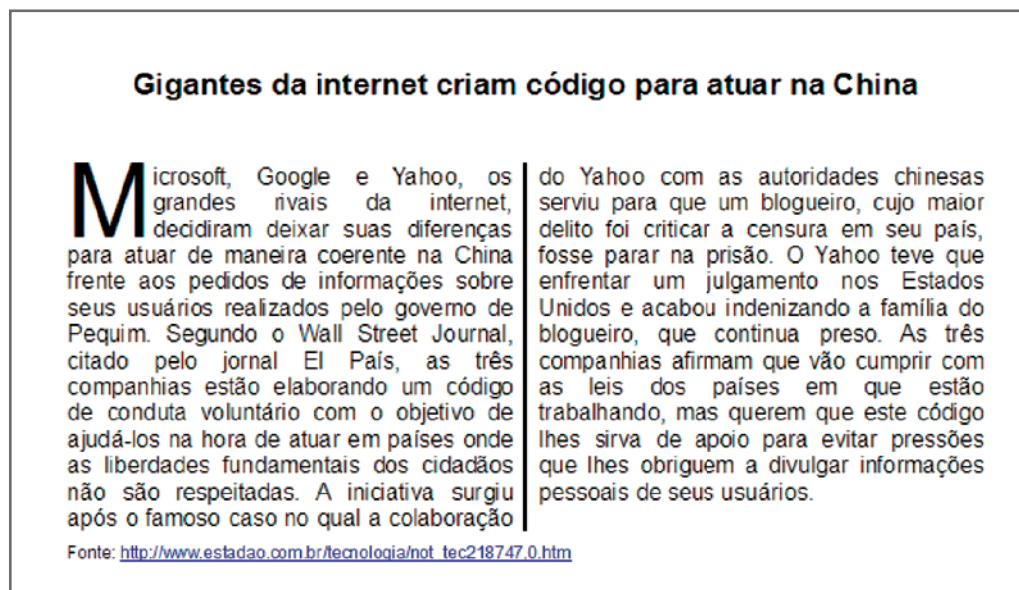 Gigantes da internet criam código para atuar na China
Microsoft, Google e Yahoo, os
grandes rivais da internet,
decidiram deixar suas diferenças
para atuar de maneira coerente na China
frente aos pedidos de informações sobre
seus usuários realizados pelo governo de
Pequim. Segundo o Wall Street Journal,
citado pelo jornal El País, as três
companhias estão elaborando um código
de conduta voluntário com o objetivo de
ajudá-los na hora de atuar em países onde
as liberdades fundamentais dos cidadãos
não são respeitadas. A iniciativa surgiu
após o famoso caso no qual a colaboração
do Yahoo com as autoridades chinesas
serviu para que um blogueiro, cujo maior
delito foi criticar a censura em seu país,
fosse parar na prisão. O Yahoo teve que
enfrentar um julgamento nos Estados
Unidos e acabou indenizando a família do
blogueiro, que continua preso. As três
companhias afirmam que vão cumprir com
as leis dos países em que estão
trabalhando, mas querem que este código
lhes sirva de apoio para evitar pressões
que lhes obriguem a divulgar informações
pessoais de seus usuários.
Fonte: http://www.estadao.com.br/tecnologia/not_tec218747,0.htm